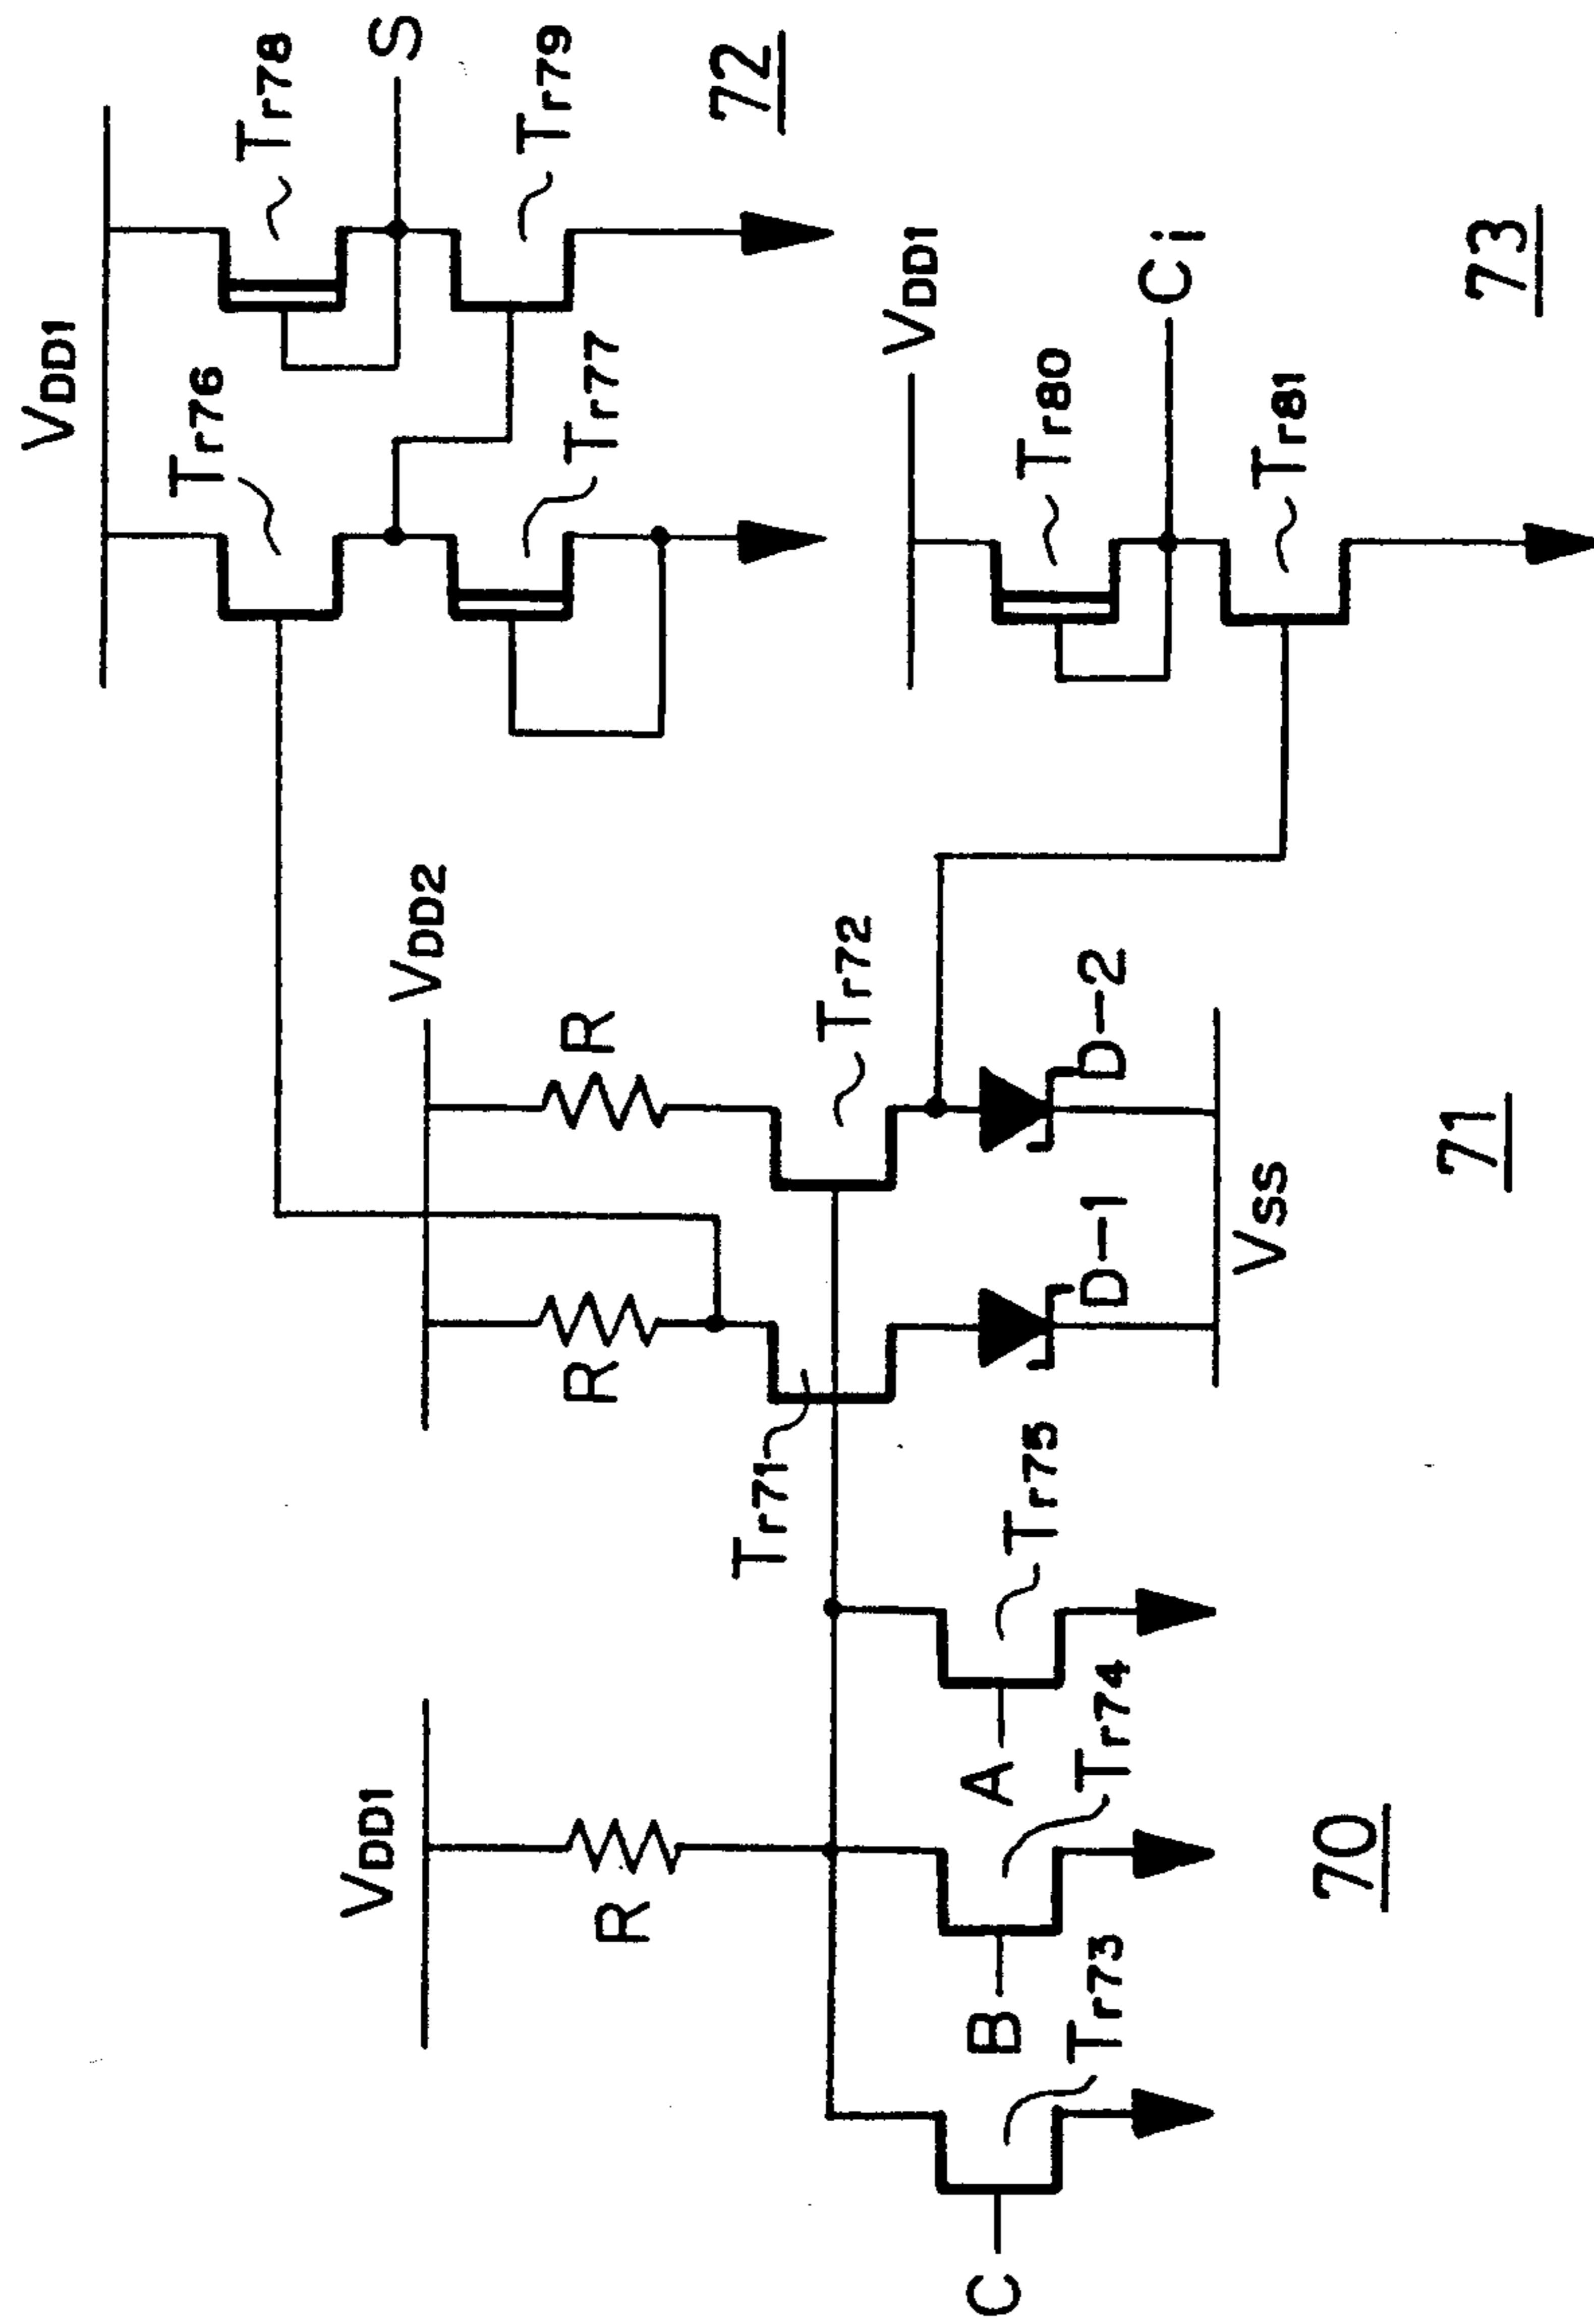 VDD1
Tr76
Tr78
S
Tr77
Tr79
72
VDD1
Tr80
Ci
Tr81
73
VDD2
R
R
Tr71
Tr72
D-1
D-2
VSS
71
VDD1
R
C
B
A
Tr73
Tr74
Tr75
70